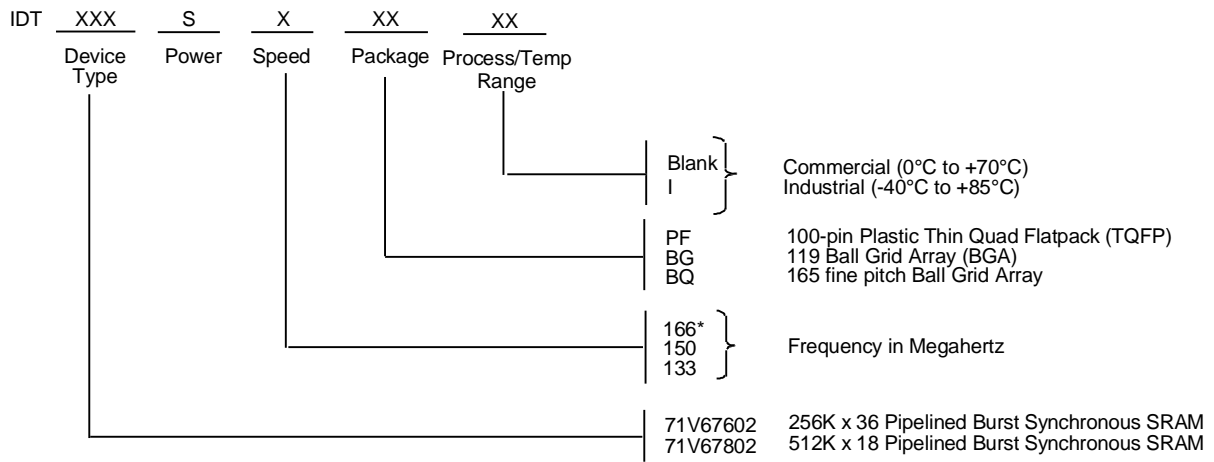 IDT XXX S X XX XX
Device Type Power Speed Package Process/Temp Range
Blank Commercial (0°C to +70°C)
I Industrial (-40°C to +85°C)
PF 100-pin Plastic Thin Quad Flatpack (TQFP)
BG 119 Ball Grid Array (BGA)
BQ 165 fine pitch Ball Grid Array
166*
150 Frequency in Megahertz
133
71V67602 256K x 36 Pipelined Burst Synchronous SRAM
71V67802 512K x 18 Pipelined Burst Synchronous SRAM